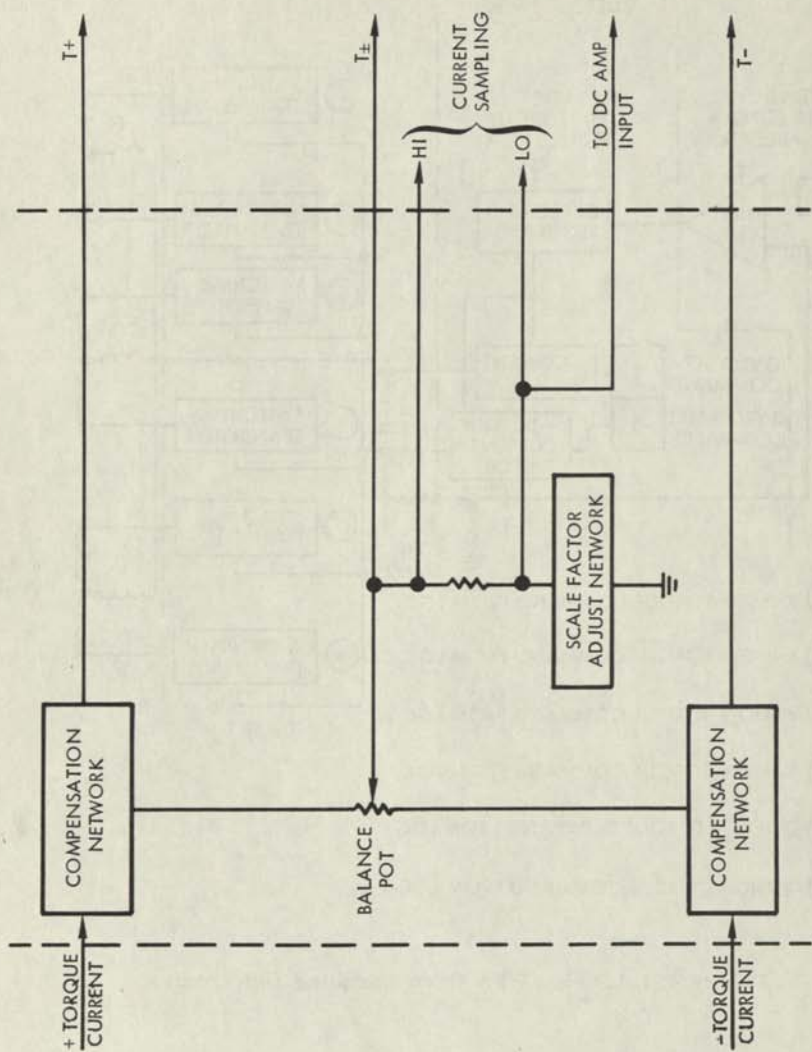 + TORQUE
CURRENT
COMPENSATION
NETWORK
T+
BALANCE
POT
T±
HI
CURRENT
SAMPLING
LO
TO DC AMP
INPUT
SCALE FACTOR
ADJUST NETWORK
-TORQUE
CURRENT
COMPENSATION
NETWORK
T-